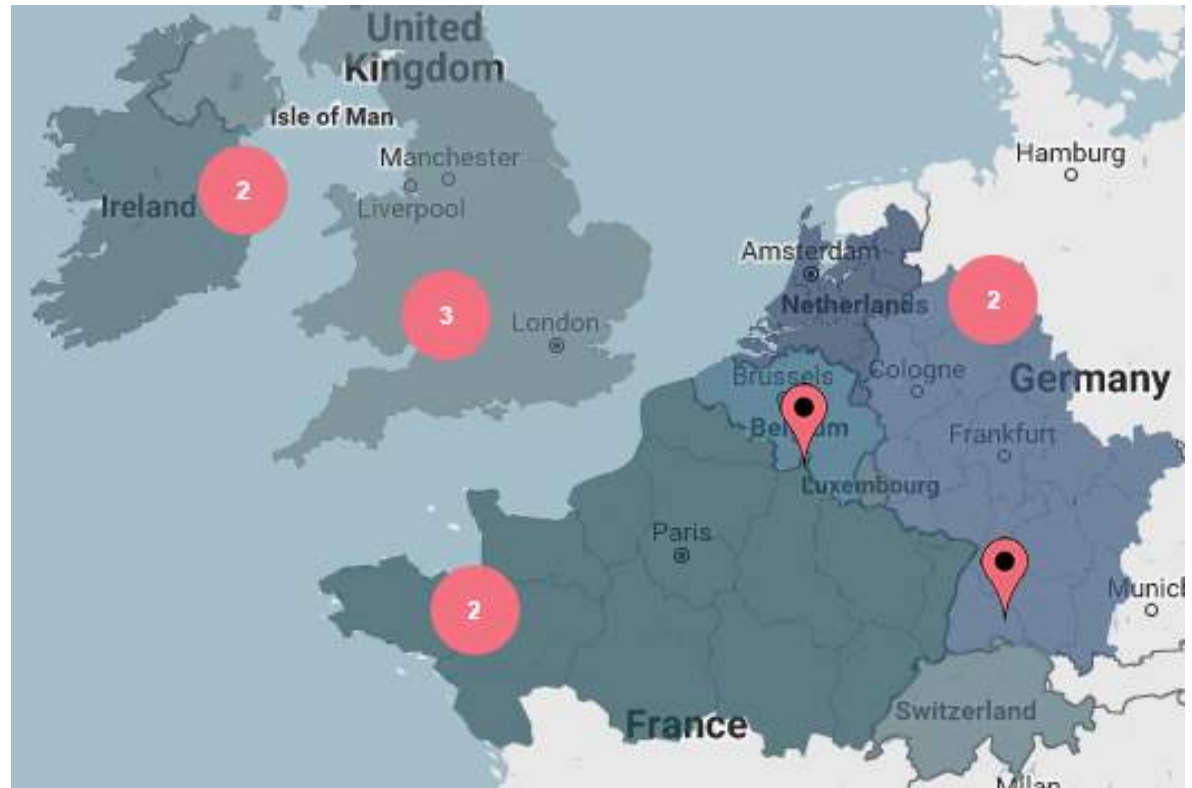 United
Kingdom
Isle of Man
Manchester
Hamburg
2
Ireland
Liverpool
Amsterdam
Netherlands
2
3
London
Brussels
Cologne
Germany
Belgium
Frankfurt
Luxembourg
Paris
Munich
2
Switzerland
France
Milan